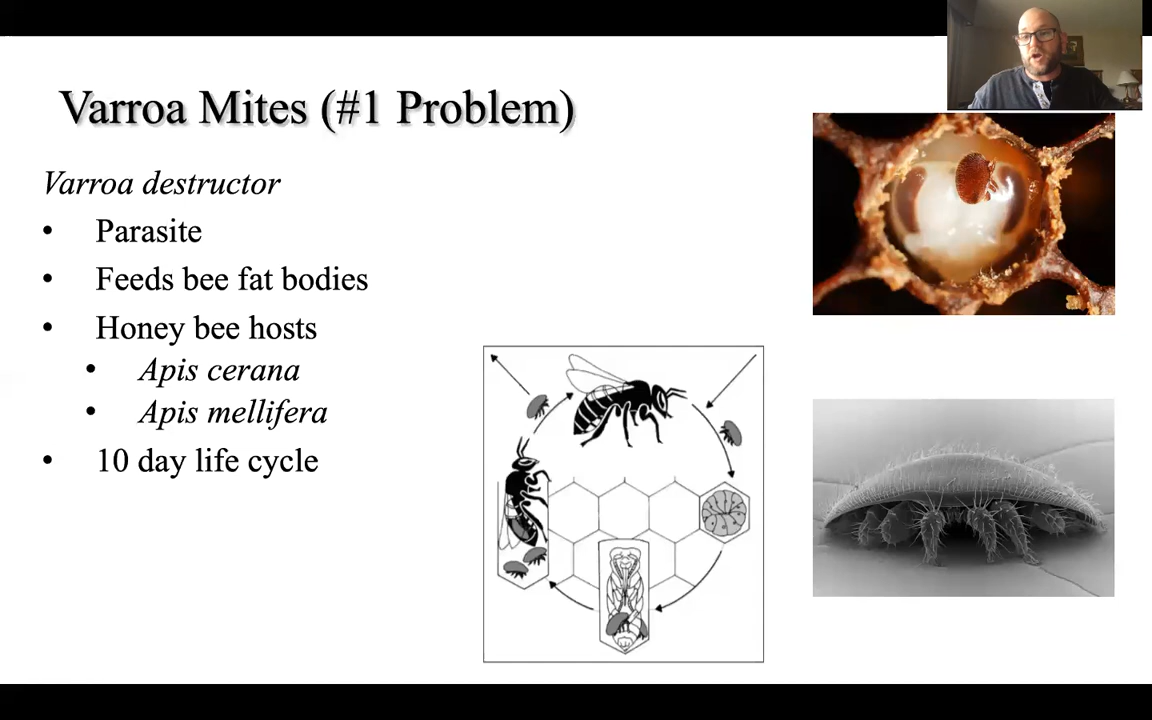 Varroa Mites (#1 Problem)
Varroa destructor
• Parasite
• Feeds bee fat bodies
• Honey bee hosts
• Apis cerana
• Apis mellifera
• 10 day life cycle